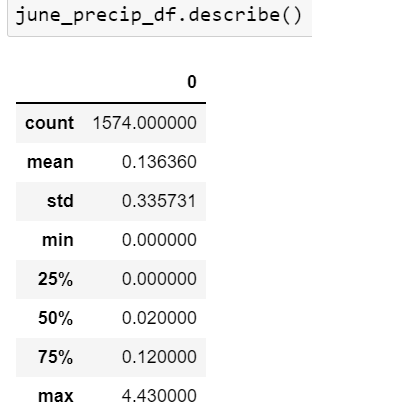 june_precip_df.describe()
0
count 1574.000000
mean 0.136360
std 0.335731
min 0.000000
25% 0.000000
50% 0.020000
75% 0.120000
max 4.430000